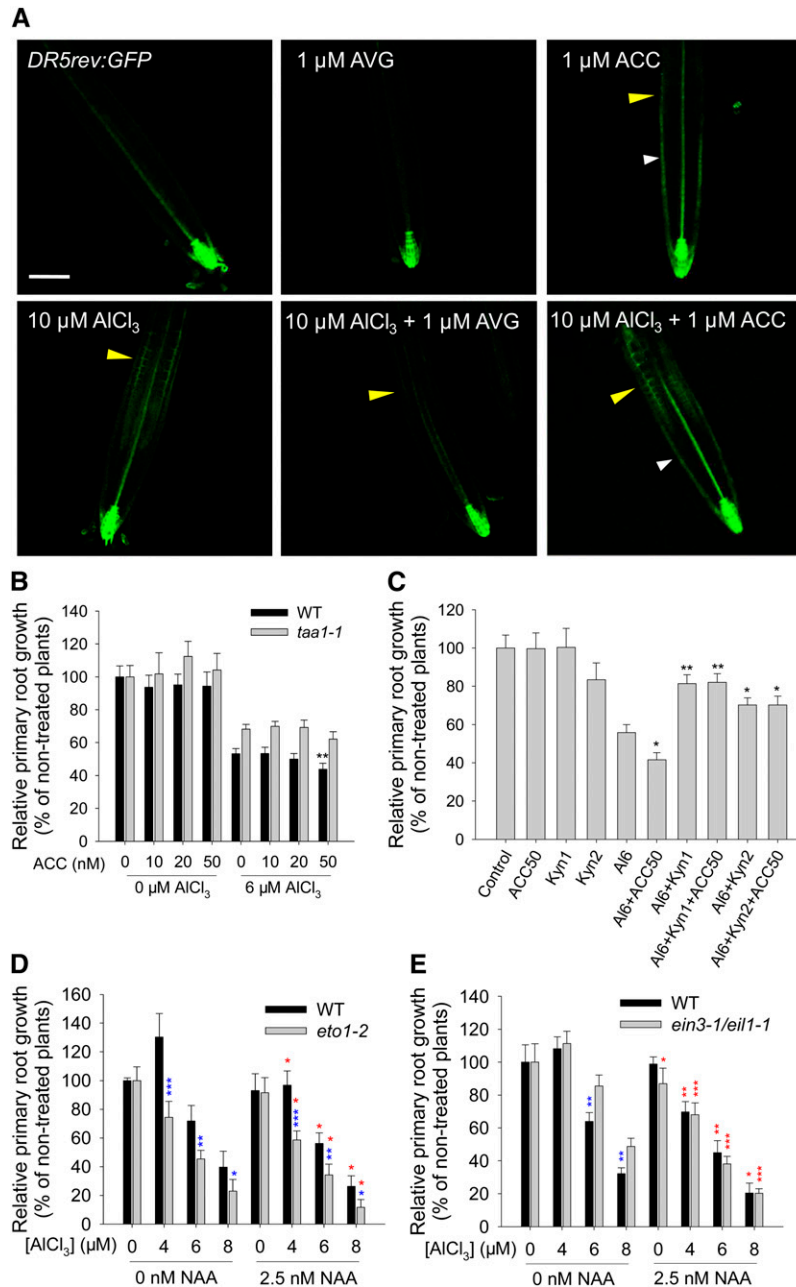 A
DR5rev:GFP
1 µM AVG
1 µM ACC
10 µM AlCl3
10 µM AlCl3 + 1 µM AVG
10 µM AlCl3 + 1 µM ACC
B
Relative primary root growth
(% of non-treated plants)
140
120
100
80
60
40
20
0
WT
taa1-1
**
ACC (nM)
0 10 20 50 0 10 20 50
0 µM AlCl3
6 µM AlCl3
C
Relative primary root growth
(% of non-treated plants)
120
100
80
60
40
20
0
* ** ** * *
Control
ACC50
Kyn1
Kyn2
Al6
Al6+ACC50
Al6+Kyn1
Al6+Kyn1+ACC50
Al6+Kyn2
Al6+Kyn2+ACC50
D
Relative primary root growth
(% of non-treated plants)
160
140
120
100
80
60
40
20
0
WT
eto1-2
*** ** * * * *** * * ** * * *
[AlCl3] (µM)
0 4 6 8 0 4 6 8
0 nM NAA
2.5 nM NAA
E
Relative primary root growth
(% of non-treated plants)
140
120
100
80
60
40
20
0
WT
ein3-1/eil1-1
** ** * ** *** ** *** * ***
[AlCl3] (µM)
0 4 6 8 0 4 6 8
0 nM NAA
2.5 nM NAA